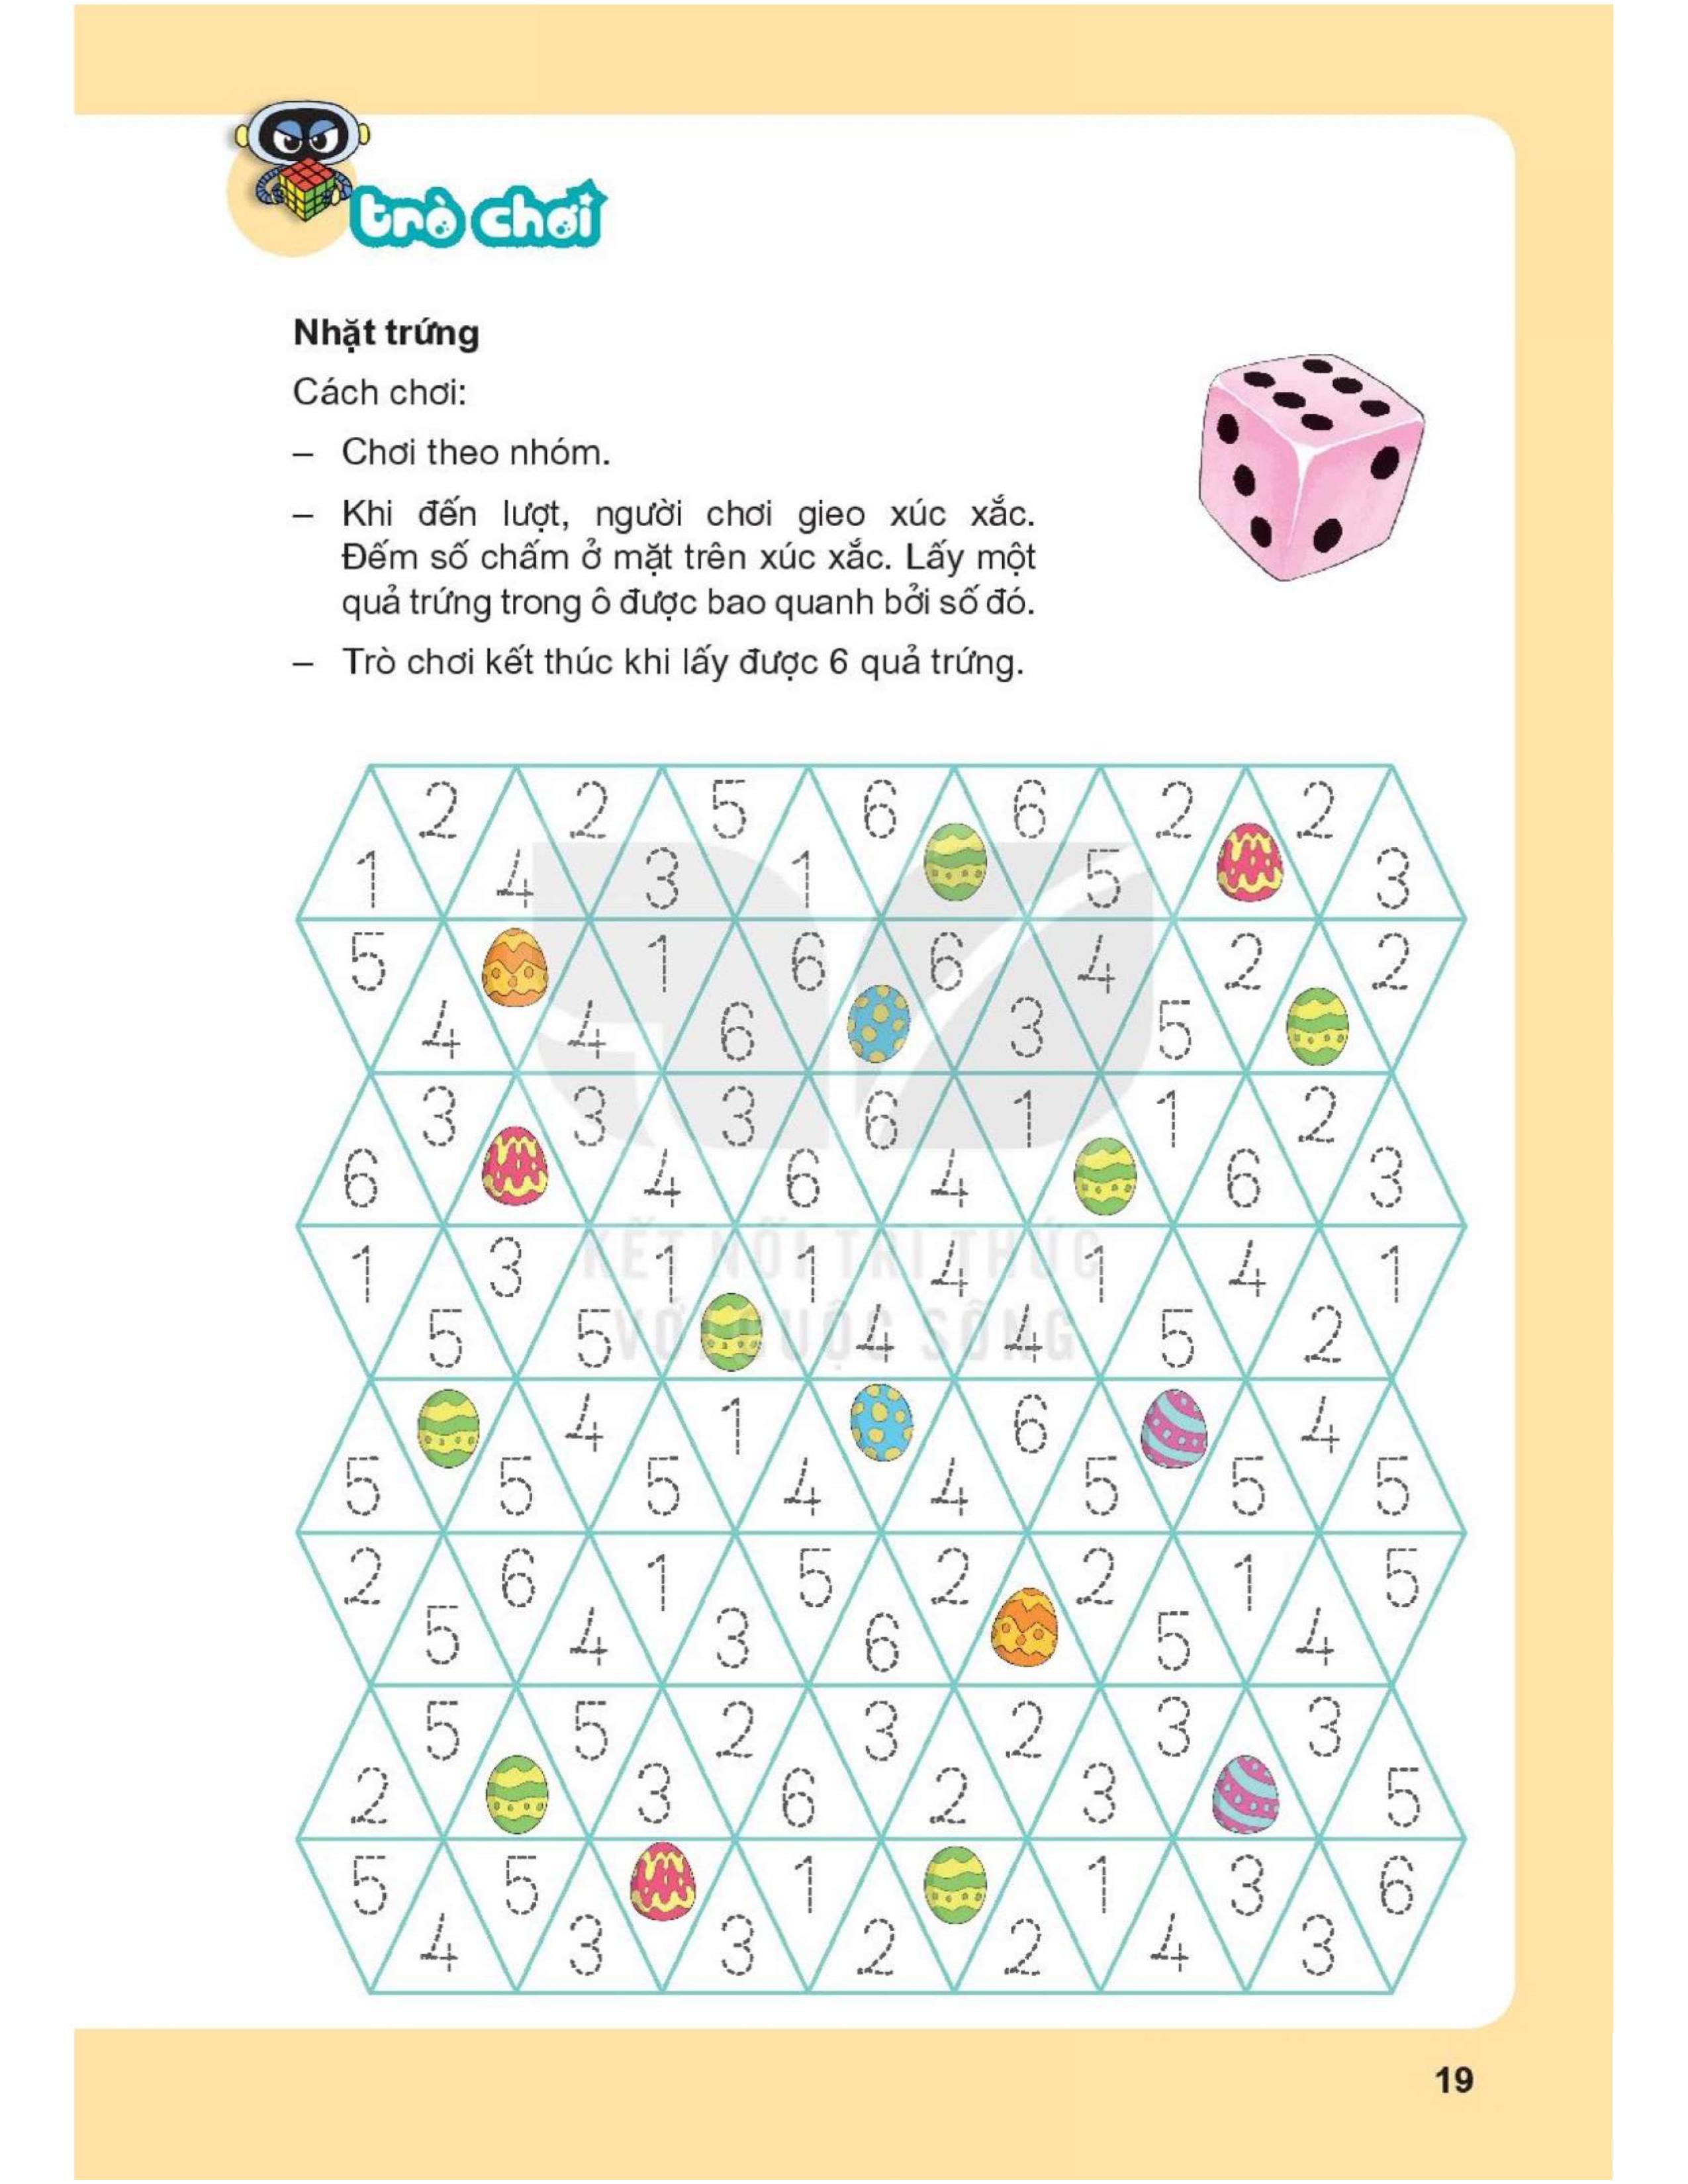 trò chơi
Nhặt trứng
Cách chơi:
– Chơi theo nhóm.
– Khi đến lượt, người chơi gieo xúc xắc.
Đếm số chấm ở mặt trên xúc xắc. Lấy một
quả trứng trong ô được bao quanh bởi số đó.
– Trò chơi kết thúc khi lấy được 6 quả trứng.
2 2 5 6 6 2 2
1 4 3 1 5 3
5 1 6 6 4 2 2
4 4 6 3 5
3 3 3 6 1 1 2
6 4 6 4 6 3
KẾT NỐI TRI THỨC
1 3 1 1 4 1 4 1
VỚI CUỘC SỐNG
5 5 4 4 5 2
4 1 6 4
5 5 5 4 4 5 5 5
2 6 1 5 2 2 1 5
5 4 3 6 5 4
5 5 2 3 2 3 3
2 3 6 2 3 5
5 5 1 1 3 6
4 3 3 2 2 4 3
19